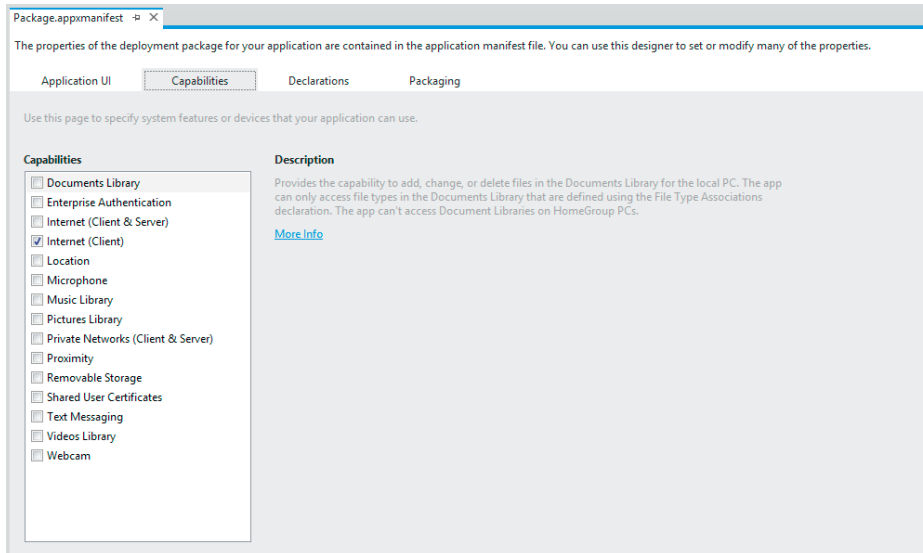 Package.appxmanifest
The properties of the deployment package for your application are contained in the application manifest file. You can use this designer to set or modify many of the properties.
Application UI Capabilities Declarations Packaging
Use this page to specify system features or devices that your application can use.
Capabilities
Documents Library
Enterprise Authentication
Internet (Client & Server)
Internet (Client)
Location
Microphone
Music Library
Pictures Library
Private Networks (Client & Server)
Proximity
Removable Storage
Shared User Certificates
Text Messaging
Videos Library
Webcam
Description
Provides the capability to add, change, or delete files in the Documents Library for the local PC. The app
can only access file types in the Documents Library that are defined using the File Type Associations
declaration. The app can't access Document Libraries on HomeGroup PCs.
More Info